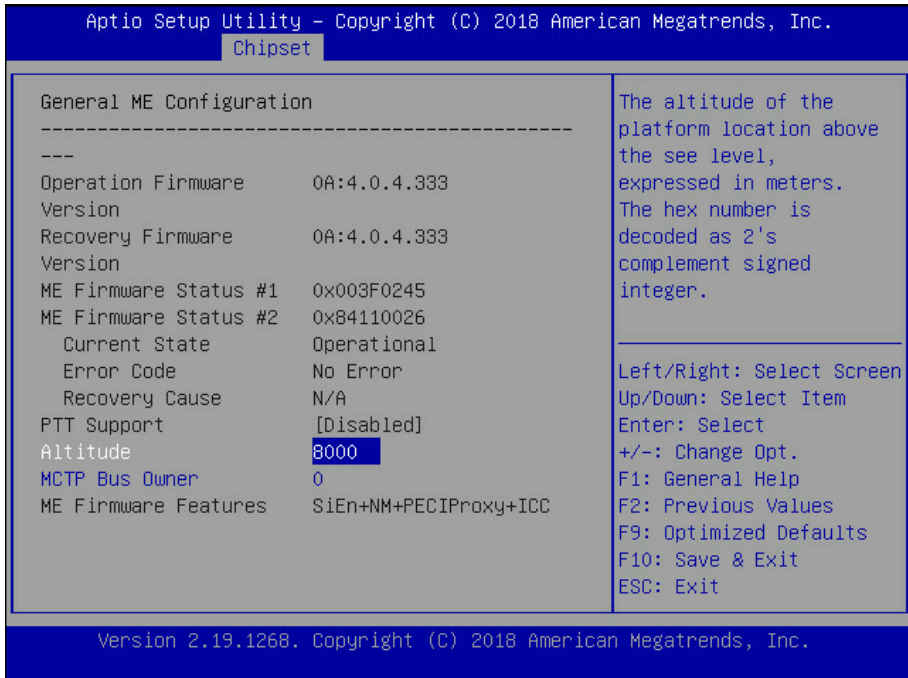 Aptio Setup Utility – Copyright (C) 2018 American Megatrends, Inc.
Chipset
General ME Configuration
------------------------------------------------
---
Operation Firmware 0A:4.0.4.333
Version
Recovery Firmware 0A:4.0.4.333
Version
ME Firmware Status #1 0x003F0245
ME Firmware Status #2 0x84110026
Current State Operational
Error Code No Error
Recovery Cause N/A
PTT Support [Disabled]
Altitude 8000
MCTP Bus Owner 0
ME Firmware Features SiEn+NM+PECIProxy+ICC
The altitude of the
platform location above
the see level,
expressed in meters.
The hex number is
decoded as 2's
complement signed
integer.
Left/Right: Select Screen
Up/Down: Select Item
Enter: Select
+/-: Change Opt.
F1: General Help
F2: Previous Values
F9: Optimized Defaults
F10: Save & Exit
ESC: Exit
Version 2.19.1268. Copyright (C) 2018 American Megatrends, Inc.